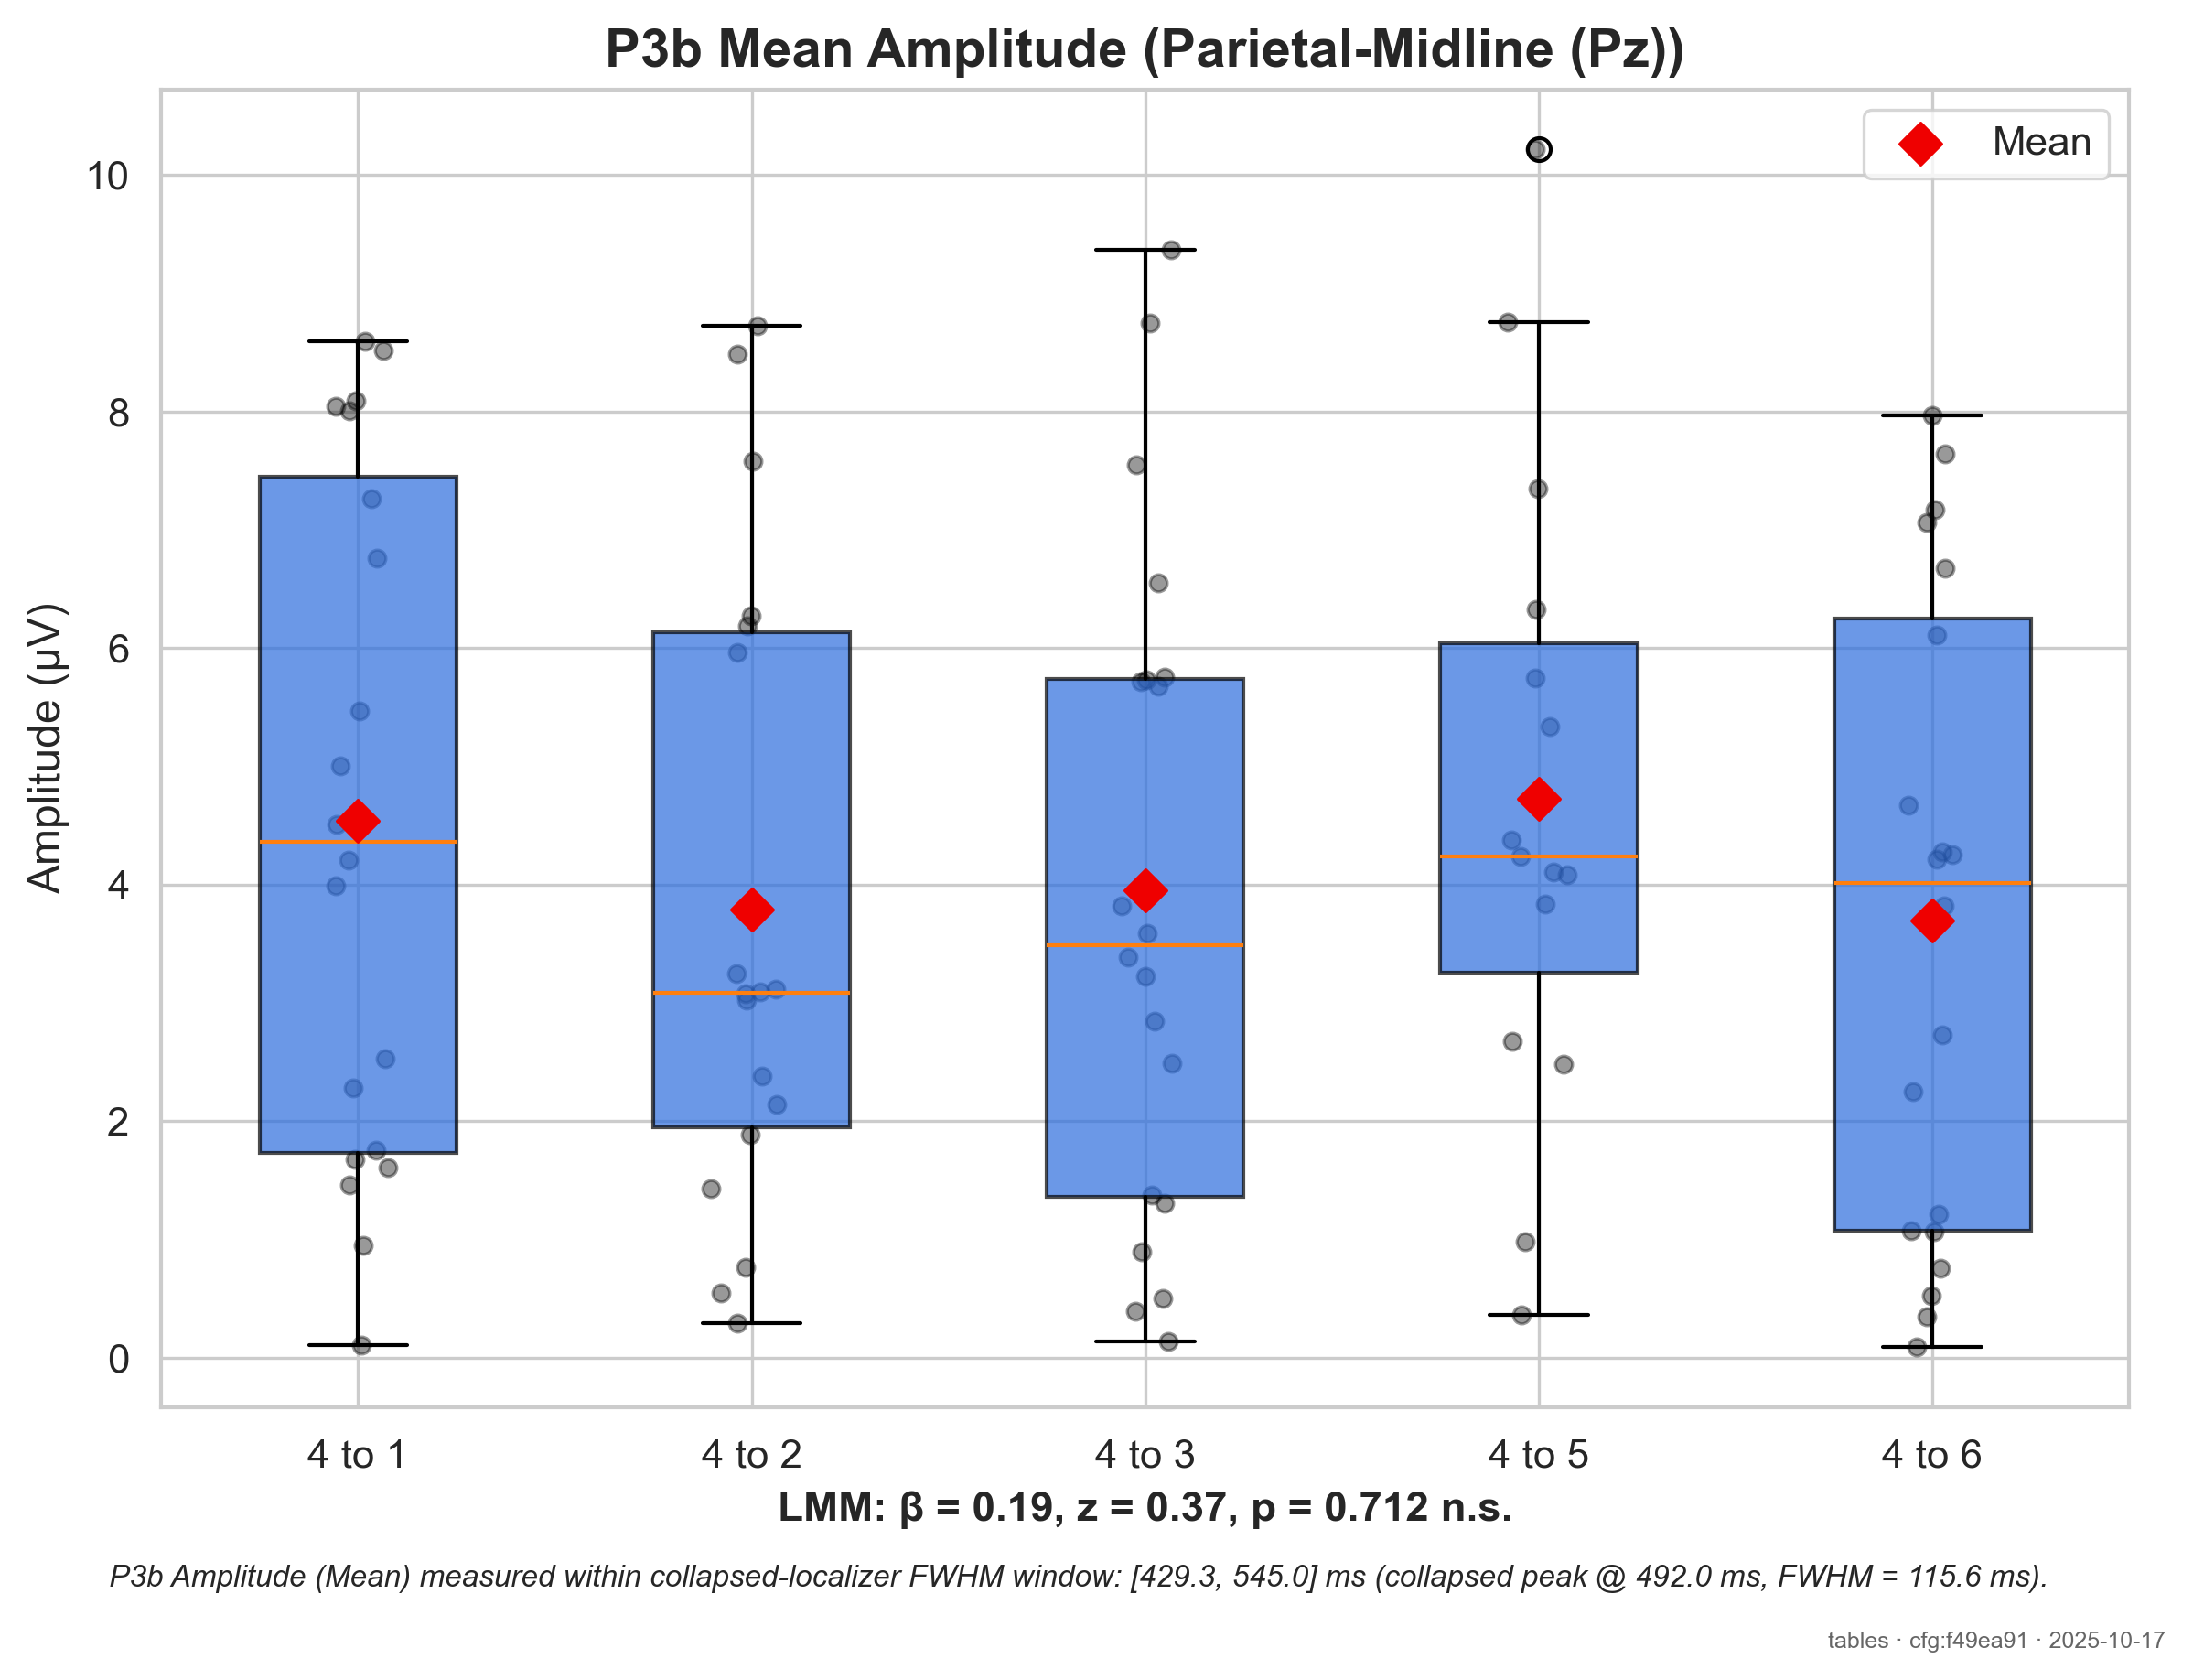 P3b Mean Amplitude (Parietal-Midline (Pz))
Mean
Amplitude (µV)
10
8
6
4
2
0
4 to 1
4 to 2
4 to 3
4 to 5
4 to 6
LMM: β = 0.19, z = 0.37, p = 0.712 n.s.
P3b Amplitude (Mean) measured within collapsed-localizer FWHM window: [429.3, 545.0] ms (collapsed peak @ 492.0 ms, FWHM = 115.6 ms).
tables · cfg:f49ea91 · 2025-10-17